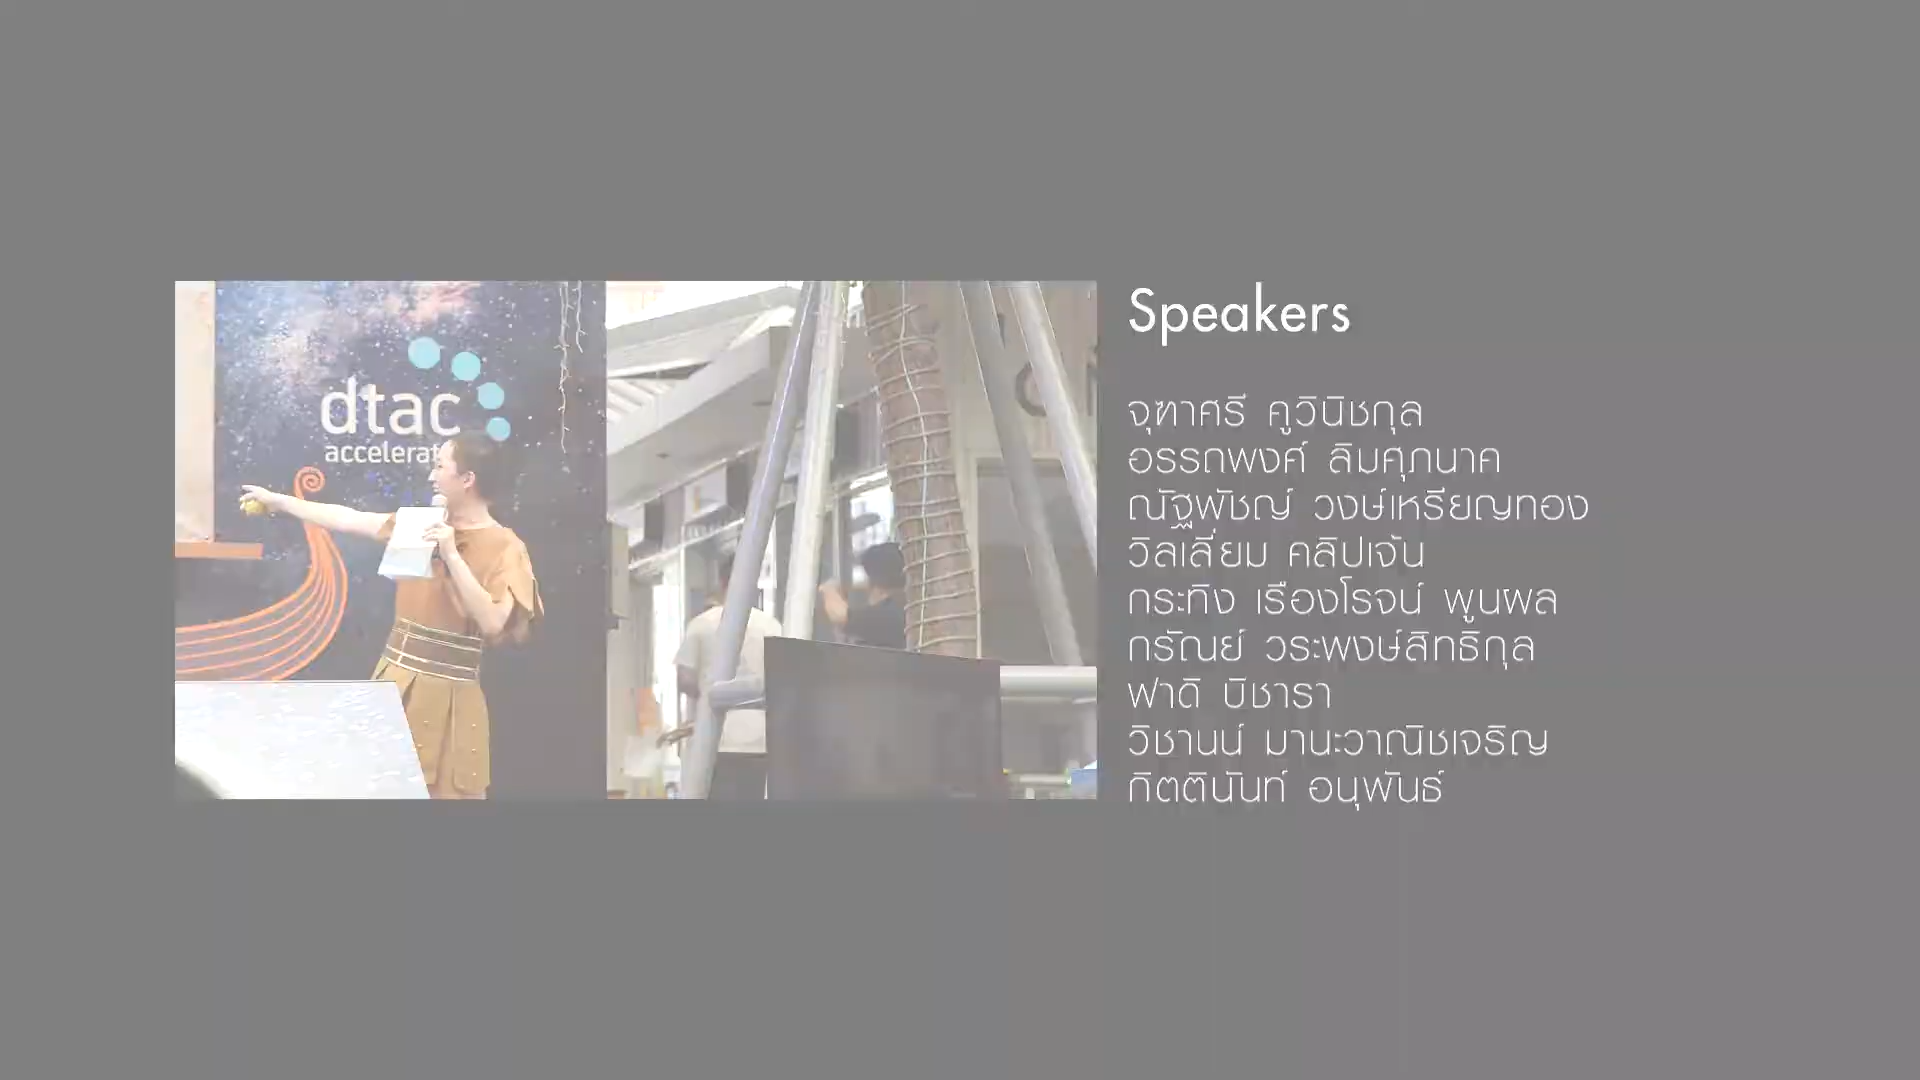 dtac
accelerat
Speakers
จุฑาศรี คูวินิชกุล
อรรถพงศ์ ลิมศุภนาค
ณัฐพัชญ์ วงษ์เหรียญทอง
วิลเลี่ยม คลิปเจ้น
กระทิง เรืองโรจน์ พูนผล
กรัณย์ วระพงษ์สิทธิกุล
ฟาดิ บิชารา
วิชานน์ มานะวาณิชเจริญ
กิตตินันท์ อนุพันธ์